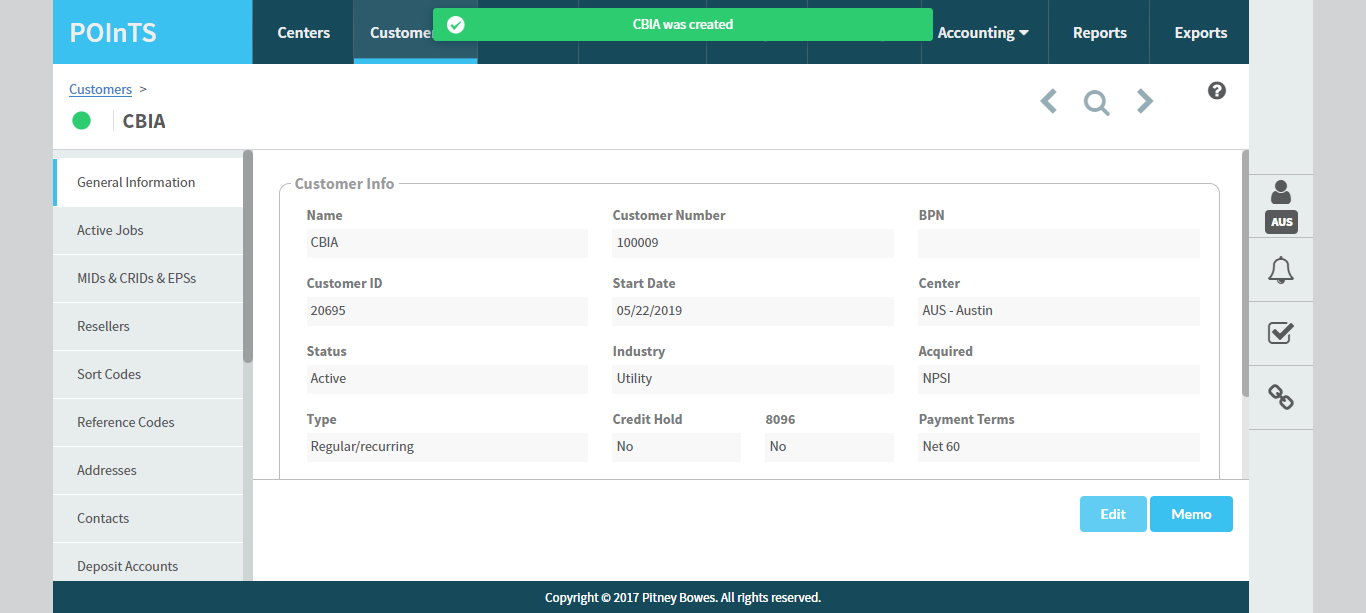 POInTS
Centers
Custome
CBIA was created
Accounting
Reports
Exports
Customers >
CBIA
?
General Information
Active Jobs
MIDs & CRIDs & EPSs
Resellers
Sort Codes
Reference Codes
Addresses
Contacts
Deposit Accounts
Customer Info
Name Customer Number BPN
CBIA 100009
Customer ID Start Date Center
20695 05/22/2019 AUS - Austin
Status Industry Acquired
Active Utility NPSI
Type Credit Hold 8096 Payment Terms
Regular/recurring No No Net 60
Edit Memo
AUS
Copyright © 2017 Pitney Bowes. All rights reserved.